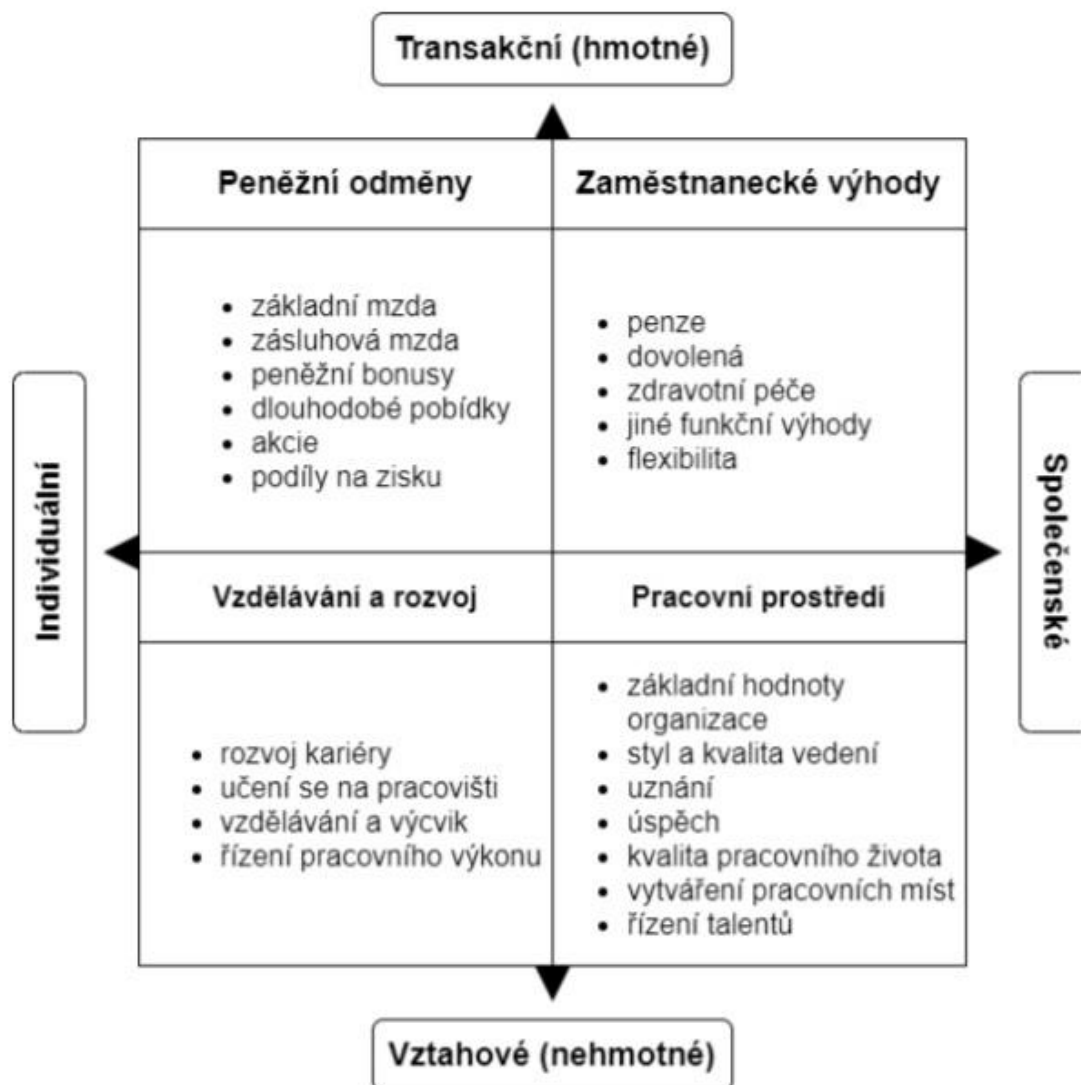 Transakční (hmotné)
Peněžní odměny
Zaměstnanecké výhody
• základní mzda
• zásluhová mzda
• peněžní bonusy
• dlouhodobé pobídky
• akcie
• podíly na zisku
• penze
• dovolená
• zdravotní péče
• jiné funkční výhody
• flexibilita
Individuální
Společenské
Vzdělávání a rozvoj
Pracovní prostředí
• rozvoj kariéry
• učení se na pracovišti
• vzdělávání a výcvik
• řízení pracovního výkonu
• základní hodnoty
organizace
• styl a kvalita vedení
• uznání
• úspěch
• kvalita pracovního života
• vytváření pracovních míst
• řízení talentů
Vztahové (nehmotné)